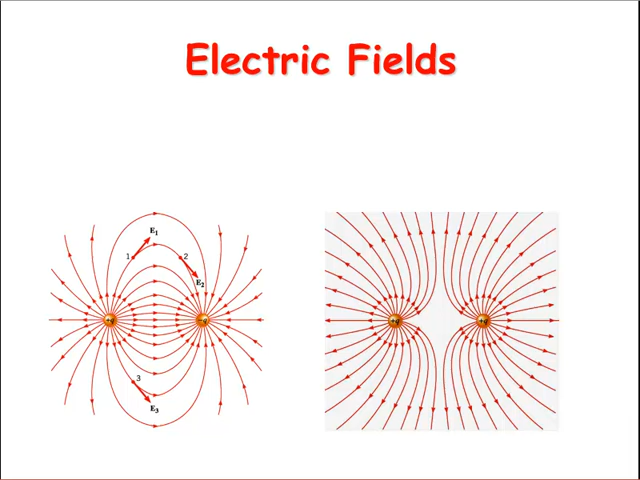 Electric Fields
E1
1
2
E2
+q
-q
3
E3
+q
+q